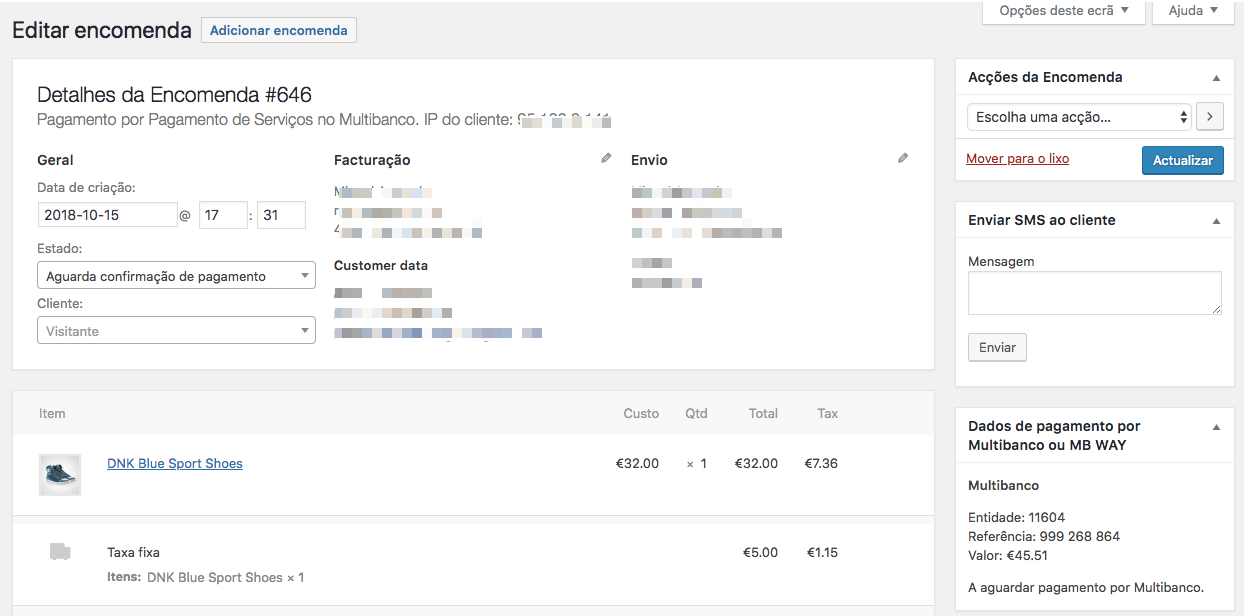 Opções deste ecrã
Ajuda
Editar encomenda
Adicionar encomenda
Detalhes da Encomenda #646
Pagamento por Pagamento de Serviços no Multibanco. IP do cliente:
Geral
Data de criação:
2018-10-15 @ 17 : 31
Estado:
Aguarda confirmação de pagamento
Cliente:
Visitante
Facturação
Customer data
Envio
Item Custo Qtd Total Tax
DNK Blue Sport Shoes €32.00 × 1 €32.00 €7.36
Taxa fixa €5.00 €1.15
Itens: DNK Blue Sport Shoes × 1
Acções da Encomenda
Escolha uma acção...
Mover para o lixo
Actualizar
Enviar SMS ao cliente
Mensagem
Enviar
Dados de pagamento por
Multibanco ou MB WAY
Multibanco
Entidade: 11604
Referência: 999 268 864
Valor: €45.51
A aguardar pagamento por Multibanco.